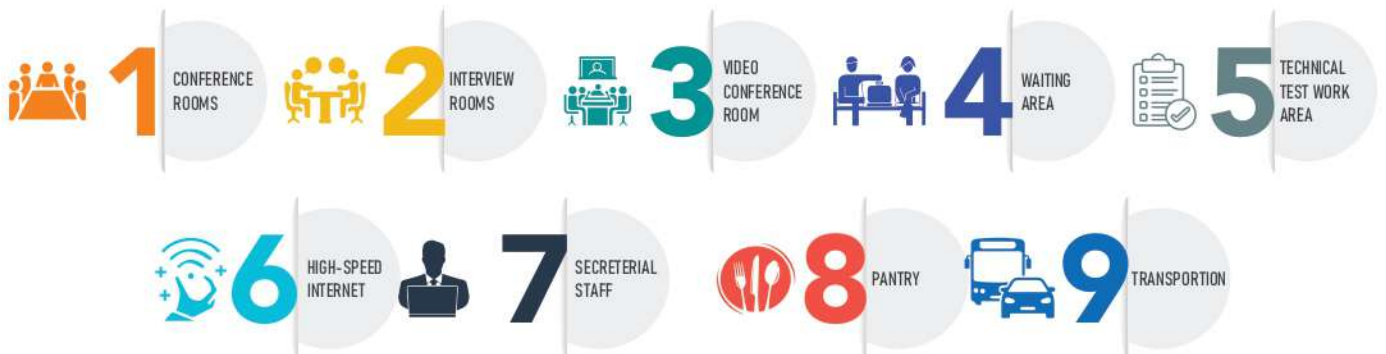 1
CONFERENCE
ROOMS
2
INTERVIEW
ROOMS
3
VIDEO
CONFERENCE
ROOM
4
WAITING
AREA
5
TECHNICAL
TEST WORK
AREA
6
HIGH-SPEED
INTERNET
7
SECRETERIAL
STAFF
8
PANTRY
9
TRANSPORTION